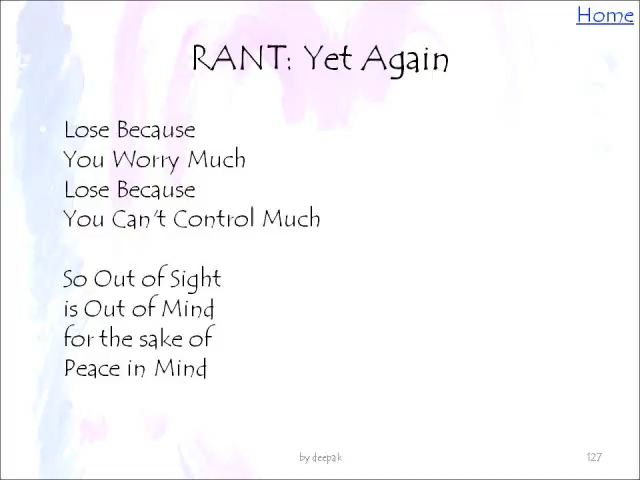 Home
RANT: Yet Again
Lose Because
You Worry Much
Lose Because
You Can't Control Much
So Out of Sight
is Out of Mind
for the sake of
Peace in Mind
by deepak
127